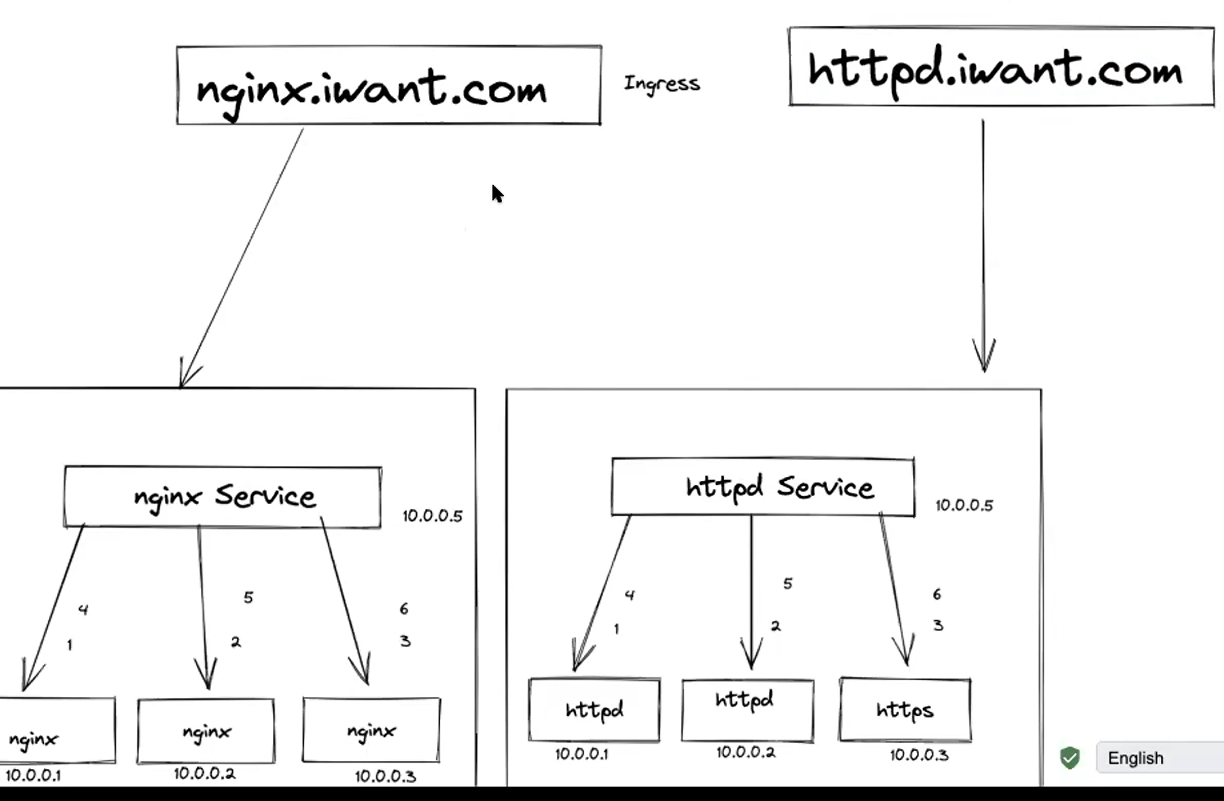 nginx.iwant.com
Ingress
httpd.iwant.com
nginx Service
10.0.0.5
4
5
6
1
2
3
nginx
nginx
nginx
10.0.0.1
10.0.0.2
10.0.0.3
httpd Service
10.0.0.5
4
5
6
1
2
3
httpd
httpd
https
10.0.0.1
10.0.0.2
10.0.0.3
English